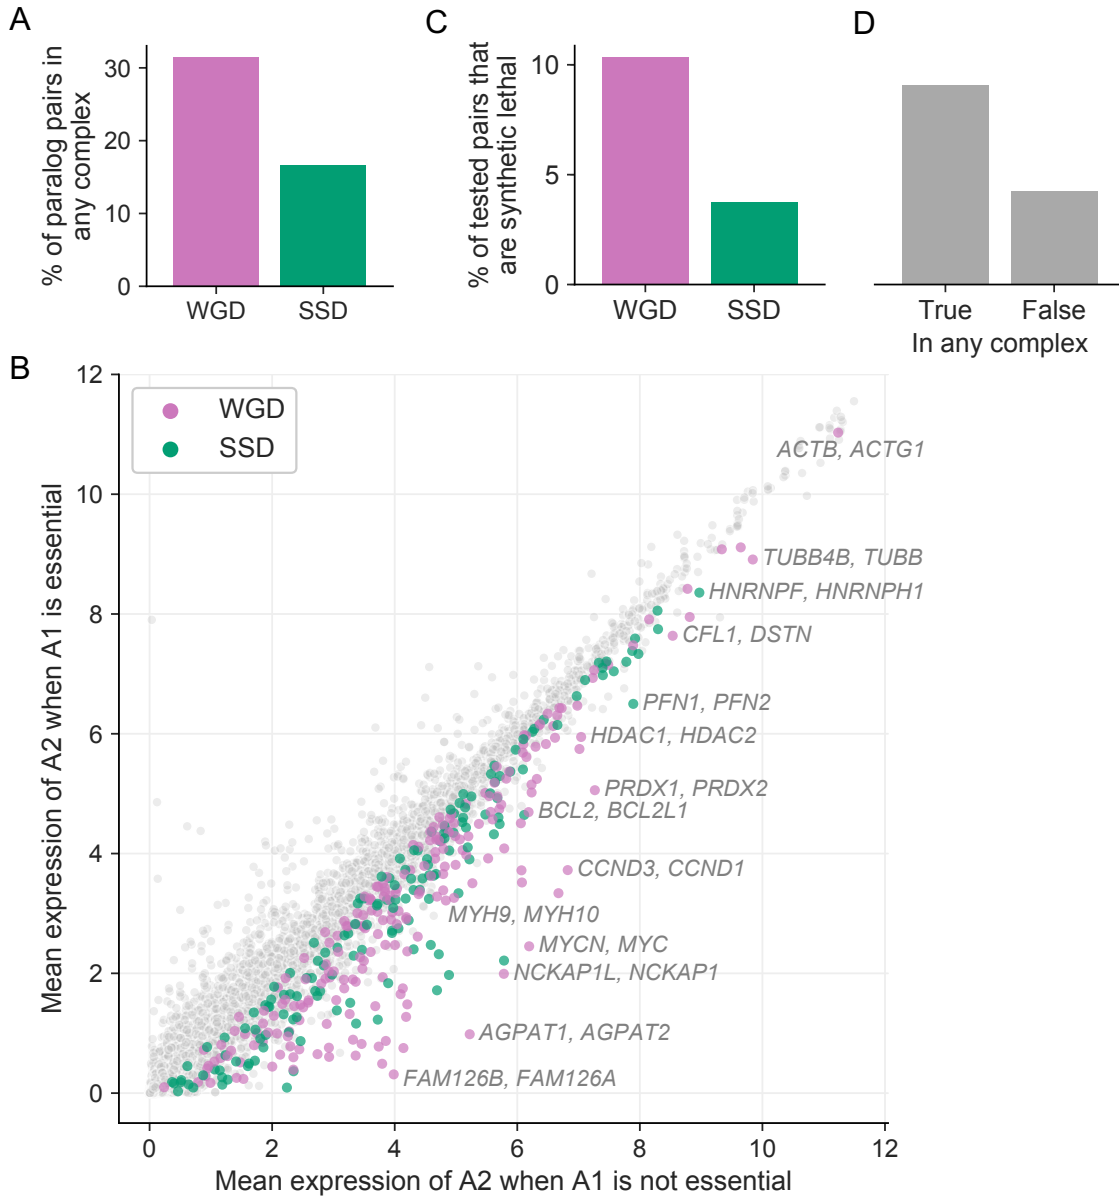 A
% of paralog pairs in
any complex
30
20
10
0
WGD
SSD
C
% of tested pairs that
are synthetic lethal
10
5
0
WGD
SSD
D
True
False
In any complex
B
Mean expression of A2 when A1 is essential
12
10
8
6
4
2
0
WGD
SSD
ACTB, ACTG1
TUBB4B, TUBB
HNRNPF, HNRNPH1
CFL1, DSTN
PFN1, PFN2
HDAC1, HDAC2
PRDX1, PRDX2
BCL2, BCL2L1
CCND3, CCND1
MYH9, MYH10
MYCN, MYC
NCKAP1L, NCKAP1
AGPAT1, AGPAT2
FAM126B, FAM126A
0
2
4
6
8
10
12
Mean expression of A2 when A1 is not essential